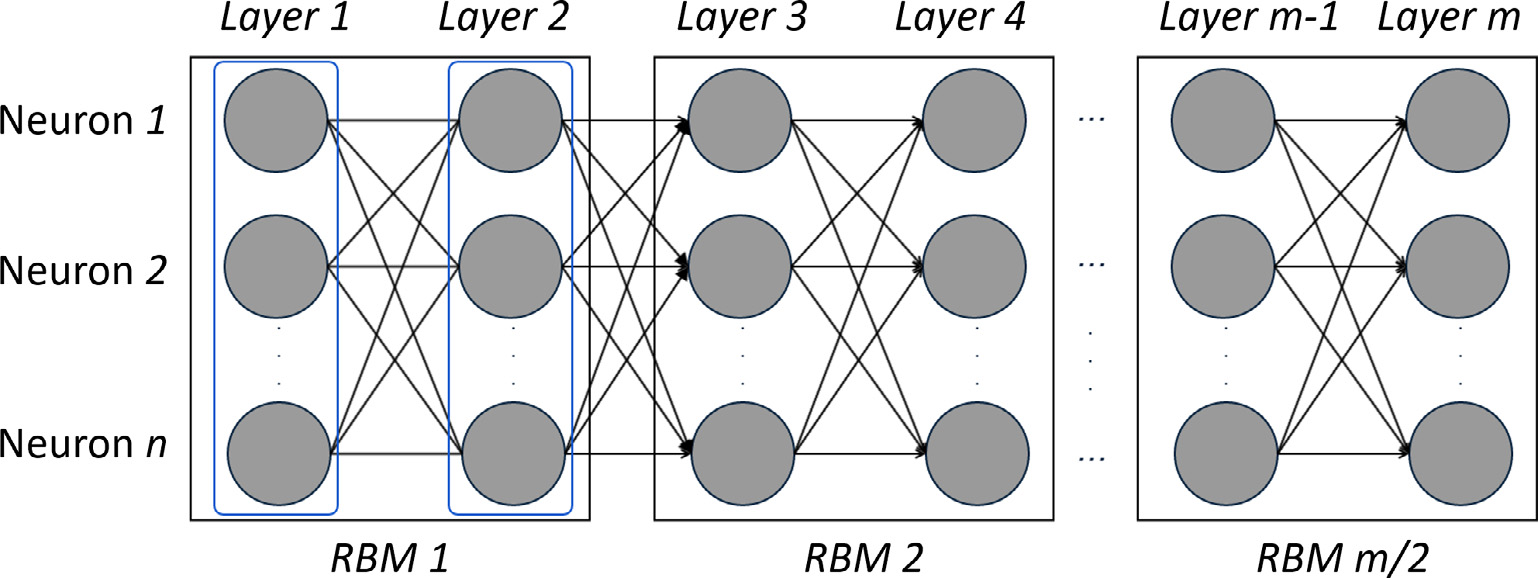 Layer 1 Layer 2 Layer 3 Layer 4 Layer m-1 Layer m
Neuron 1 ...
Neuron 2 ...
Neuron n ...
RBM 1 RBM 2 RBM m/2